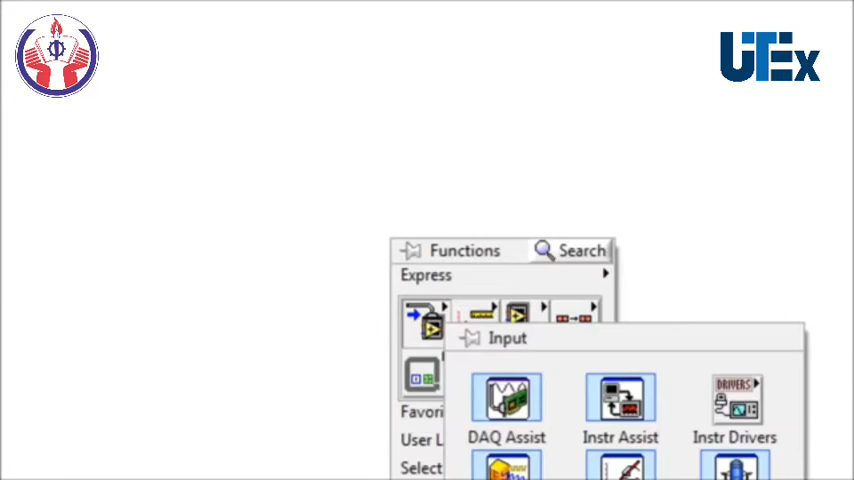 UTEx
Functions
Search
Express
Input
DRIVERS
DAQ Assist
Instr Assist
Instr Drivers
Favori
User L
Select